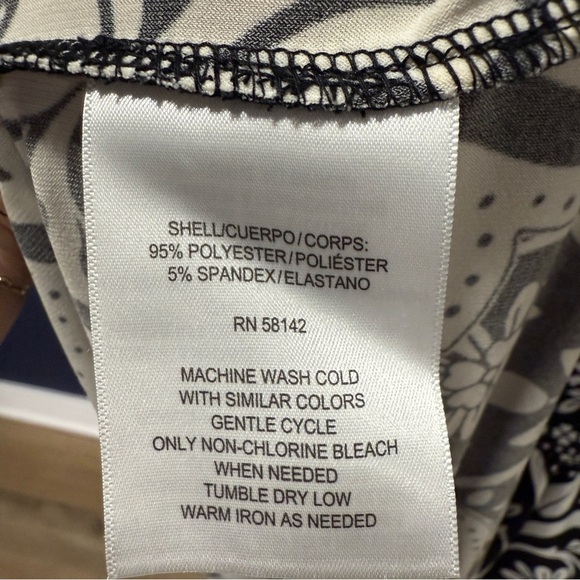 SHELL/CUERPO/CORPS:
95% POLYESTER/POLIÉSTER
5% SPANDEX/ELASTANO
RN 58142
MACHINE WASH COLD
WITH SIMILAR COLORS
GENTLE CYCLE
ONLY NON-CHLORINE BLEACH
WHEN NEEDED
TUMBLE DRY LOW
WARM IRON AS NEEDED